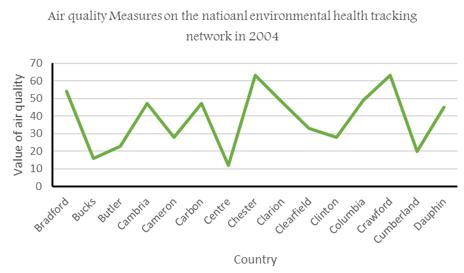 Air quality Measures on the natioanl environmental health tracking
network in 2004
Value of air quality
70
60
50
40
30
20
10
0
Bradford
Bucks
Butler
Cambria
Cameron
Carbon
Centre
Chester
Clarion
Clearfield
Clinton
Columbia
Crawford
Cumberland
Dauphin
Country